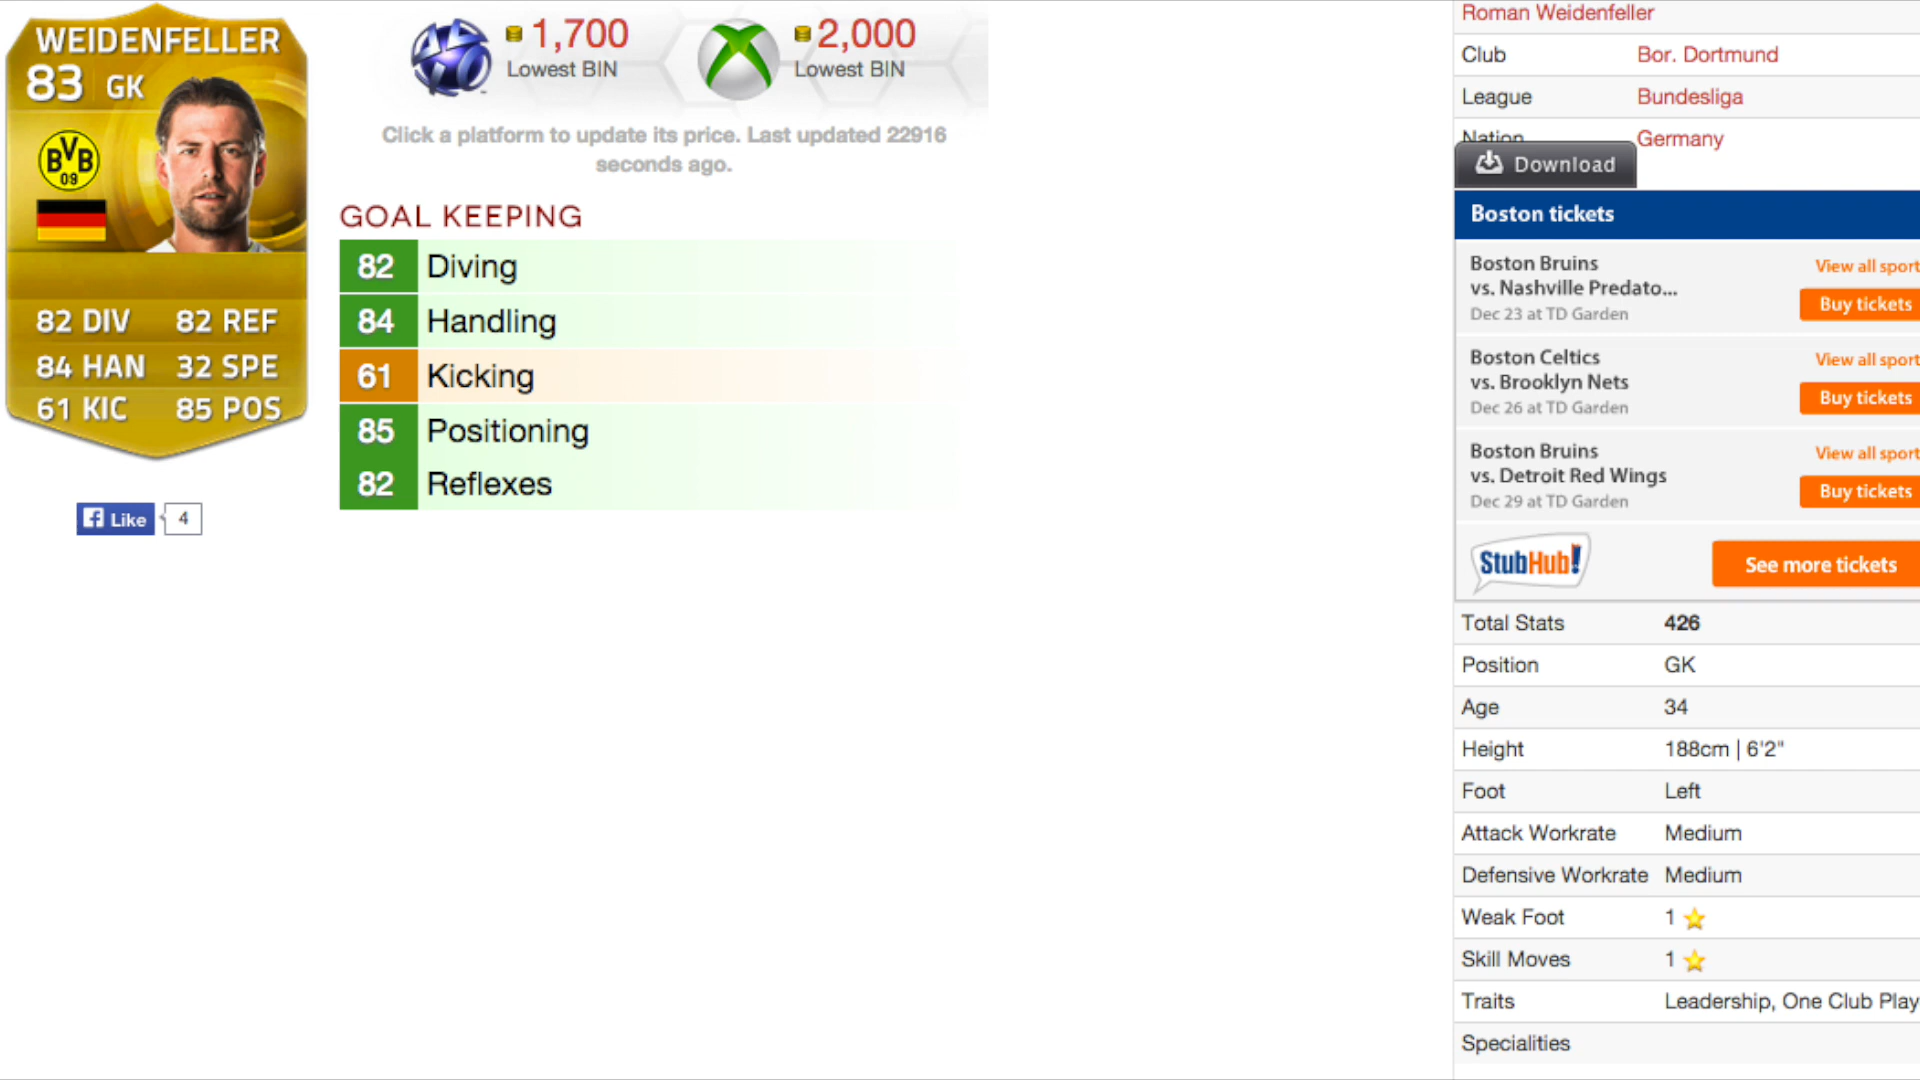 WEIDENFELLER
83 GK
BVB
09
82 DIV 82 REF
84 HAN 32 SPE
61 KIC 85 POS
Like 4
1,700
Lowest BIN
2,000
Lowest BIN
Click a platform to update its price. Last updated 22916
seconds ago.
GOAL KEEPING
82 Diving
84 Handling
61 Kicking
85 Positioning
82 Reflexes
Roman Weidenfeller
Club Bor. Dortmund
League Bundesliga
Nation Germany
Download
Boston tickets
Boston Bruins
vs. Nashville Predato...
Dec 23 at TD Garden
View all sport
Buy tickets
Boston Celtics
vs. Brooklyn Nets
Dec 26 at TD Garden
View all sport
Buy tickets
Boston Bruins
vs. Detroit Red Wings
Dec 29 at TD Garden
View all sport
Buy tickets
StubHub!
See more tickets
Total Stats 426
Position GK
Age 34
Height 188cm | 6'2"
Foot Left
Attack Workrate Medium
Defensive Workrate Medium
Weak Foot 1
Skill Moves 1
Traits Leadership, One Club Play
Specialities